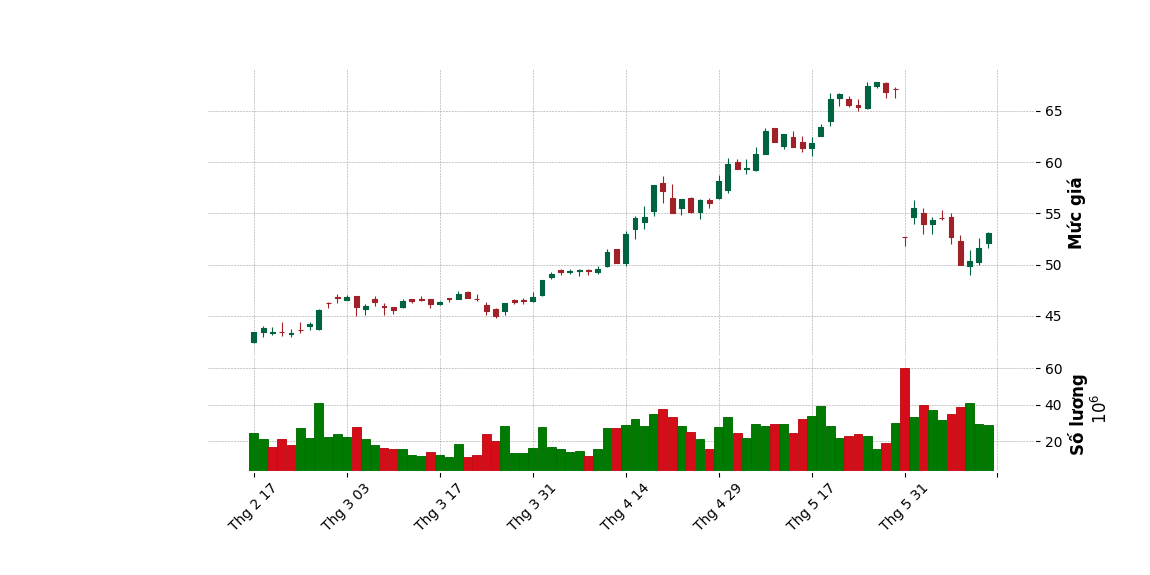 65
60
55
50
45
Mức giá
60
40
20
Số lượng
10^6
Thg 2 17
Thg 3 03
Thg 3 17
Thg 3 31
Thg 4 14
Thg 4 29
Thg 5 17
Thg 5 31